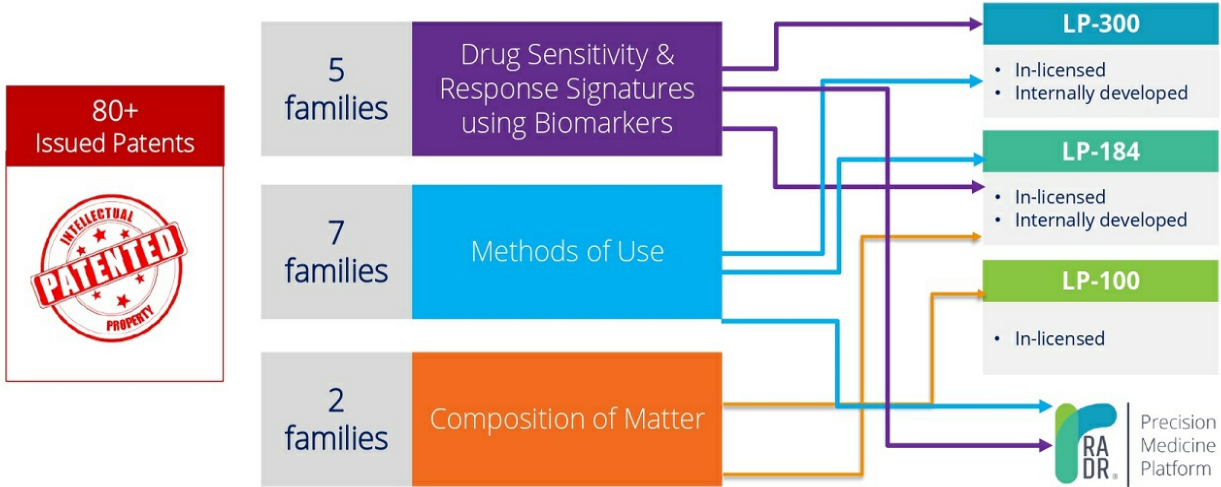 80+
Issued Patents
INTELLECTUAL
PATENTED
PROPERTY
5
families
Drug Sensitivity &
Response Signatures
using Biomarkers
7
families
Methods of Use
2
families
Composition of Matter
LP-300
• In-licensed
• Internally developed
LP-184
• In-licensed
• Internally developed
LP-100
• In-licensed
RA
DR®
Precision
Medicine
Platform